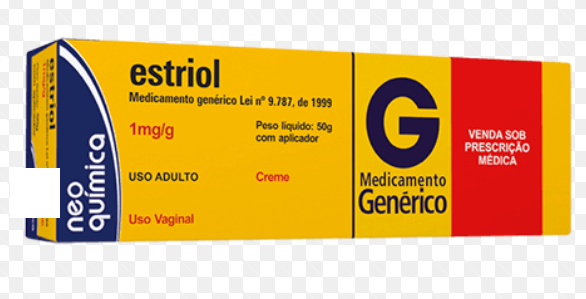 estriol
Medicamento genérico Lei nº 9.787, de 1999
1mg/g
Peso líquido: 50g
com aplicador
USO ADULTO
Creme
Uso Vaginal
neo
química
estriol
G
Medicamento
Genérico
VENDA SOB
PRESCRIÇÃO
MÉDICA